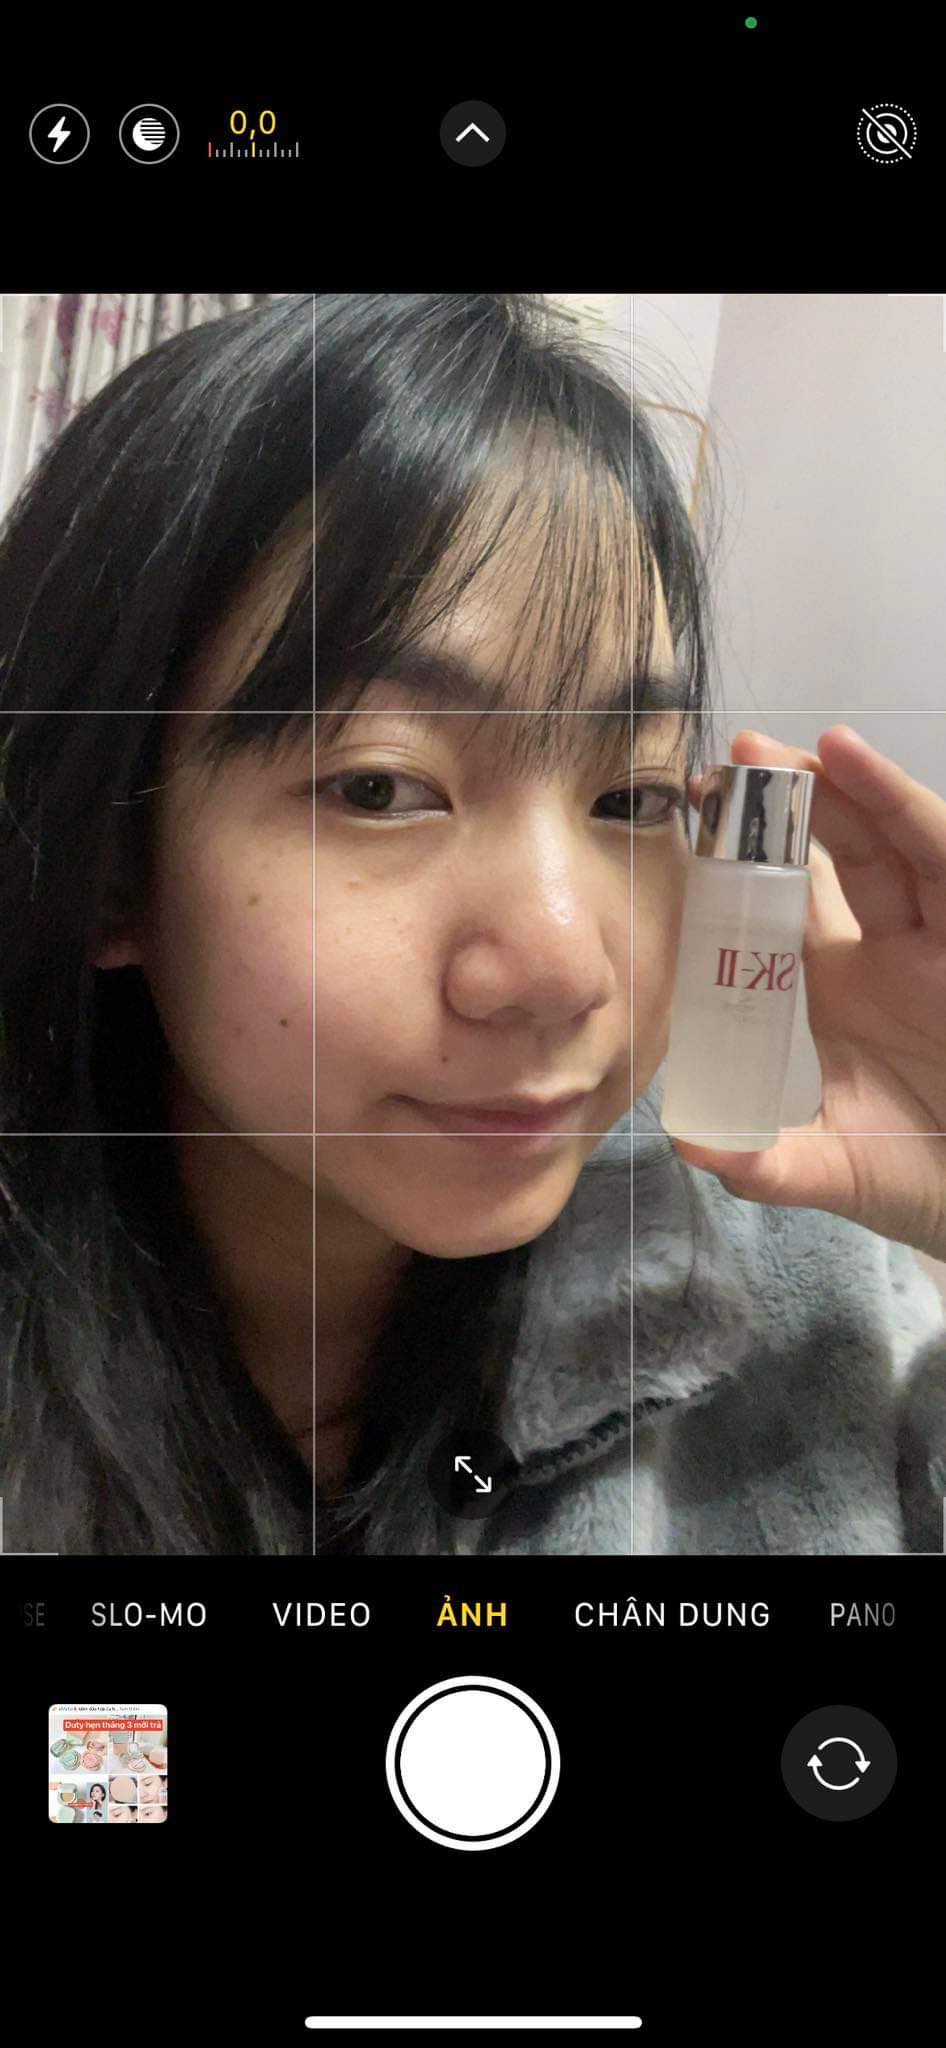 0,0
SK-II
SE SLO-MO VIDEO ẢNH CHÂN DUNG PANO
Duty hẹn tháng 3 mới trả